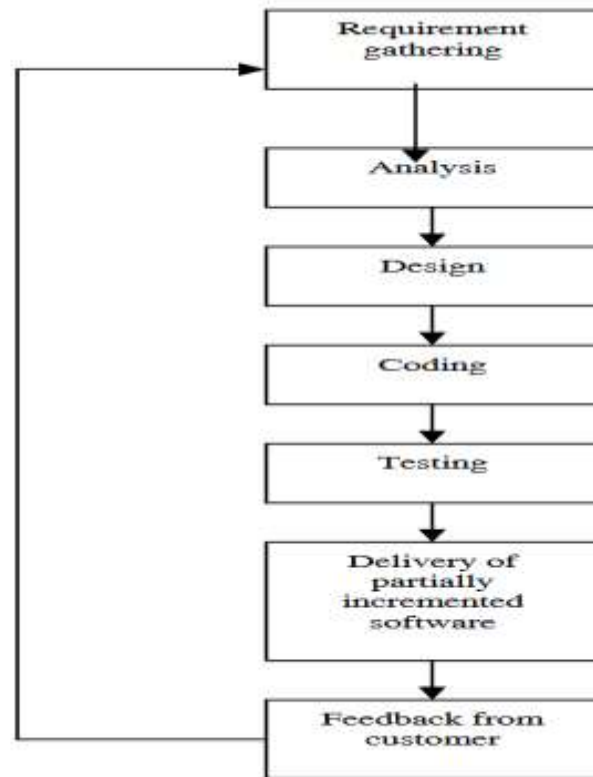 Requirement
gathering
Analysis
Design
Coding
Testing
Delivery of
partially
incremented
software
Feedback from
customer